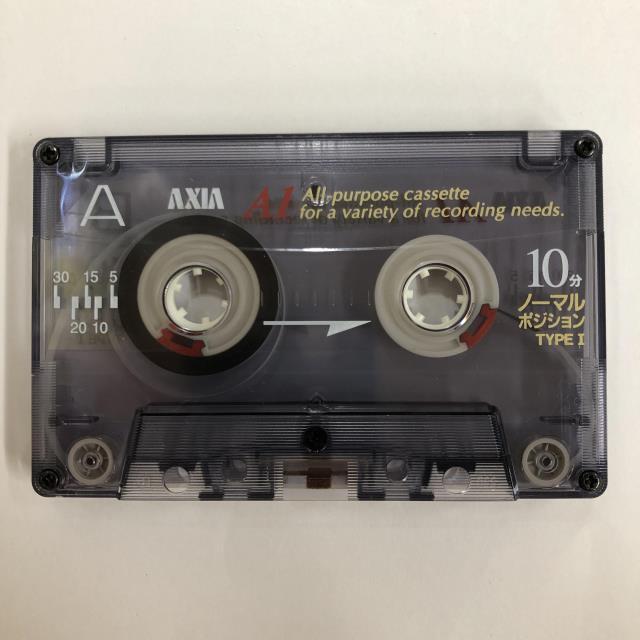 A
AXIA
A1
All-purpose cassette
for a variety of recording needs.
30 15 5
20 10
10分
ノーマル
ポジション
TYPE I